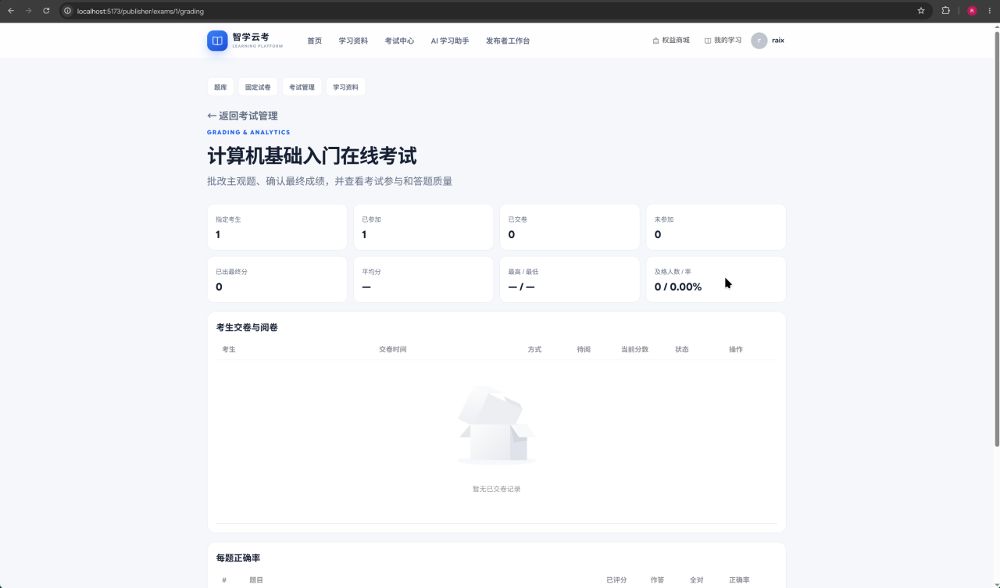 localhost:5173/publisher/exams/1/grading
R
智学云考
LEARNING PLATFORM
首页 学习资料 考试中心 AI 学习助手 发布者工作台
权益商城 我的学习 r raix
题库 固定试卷 考试管理 学习资料
← 返回考试管理
GRADING & ANALYTICS
计算机基础入门在线考试
批改主观题、确认最终成绩，并查看考试参与和答题质量
指定考生 已参加 已交卷 未参加
1 1 0 0
已出最终分 平均分 最高 / 最低 及格人数 / 率
0 — — / — 0 / 0.00%
考生交卷与阅卷
考生 交卷时间 方式 待阅 当前分数 状态 操作
暂无已交卷记录
每题正确率
# 题目 已评分 作答 全对 正确率